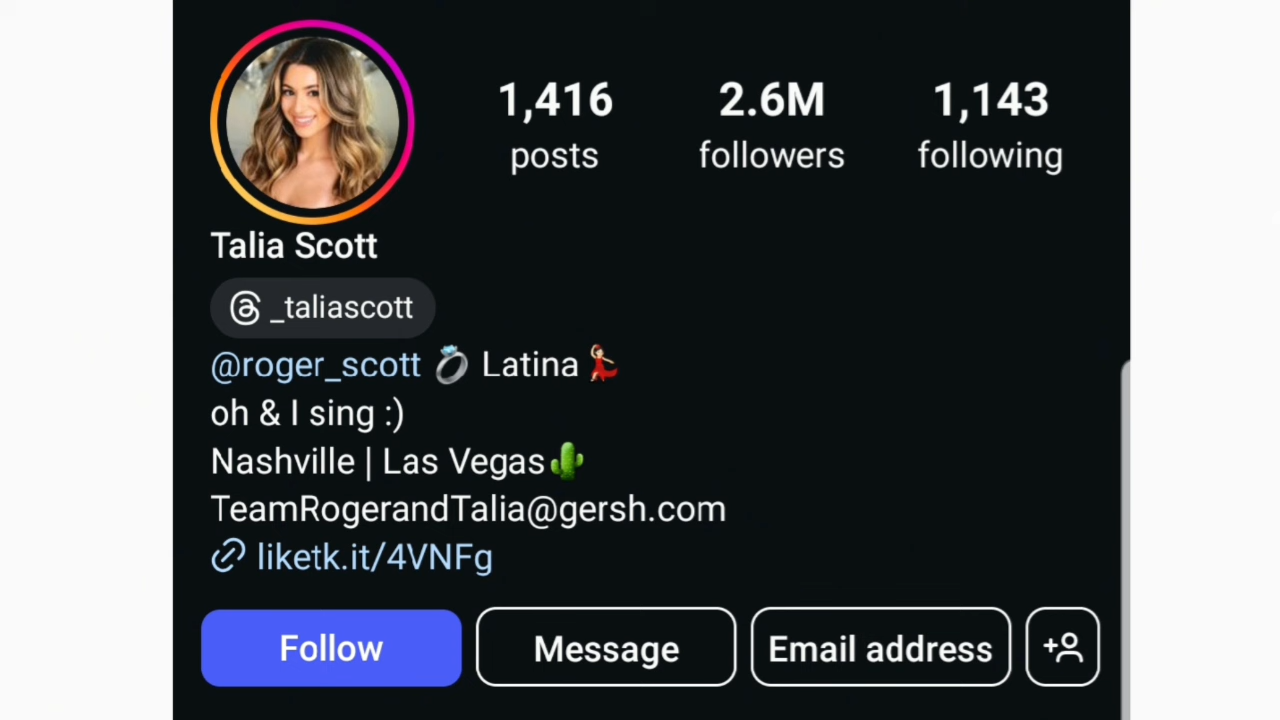 1,416 2.6M 1,143
posts followers following
Talia Scott
_taliascott
@roger_scott 💍 Latina💃
oh & I sing :)
Nashville | Las Vegas🌵
TeamRogerandTalia@gersh.com
liketk.it/4VNFg
Follow Message Email address